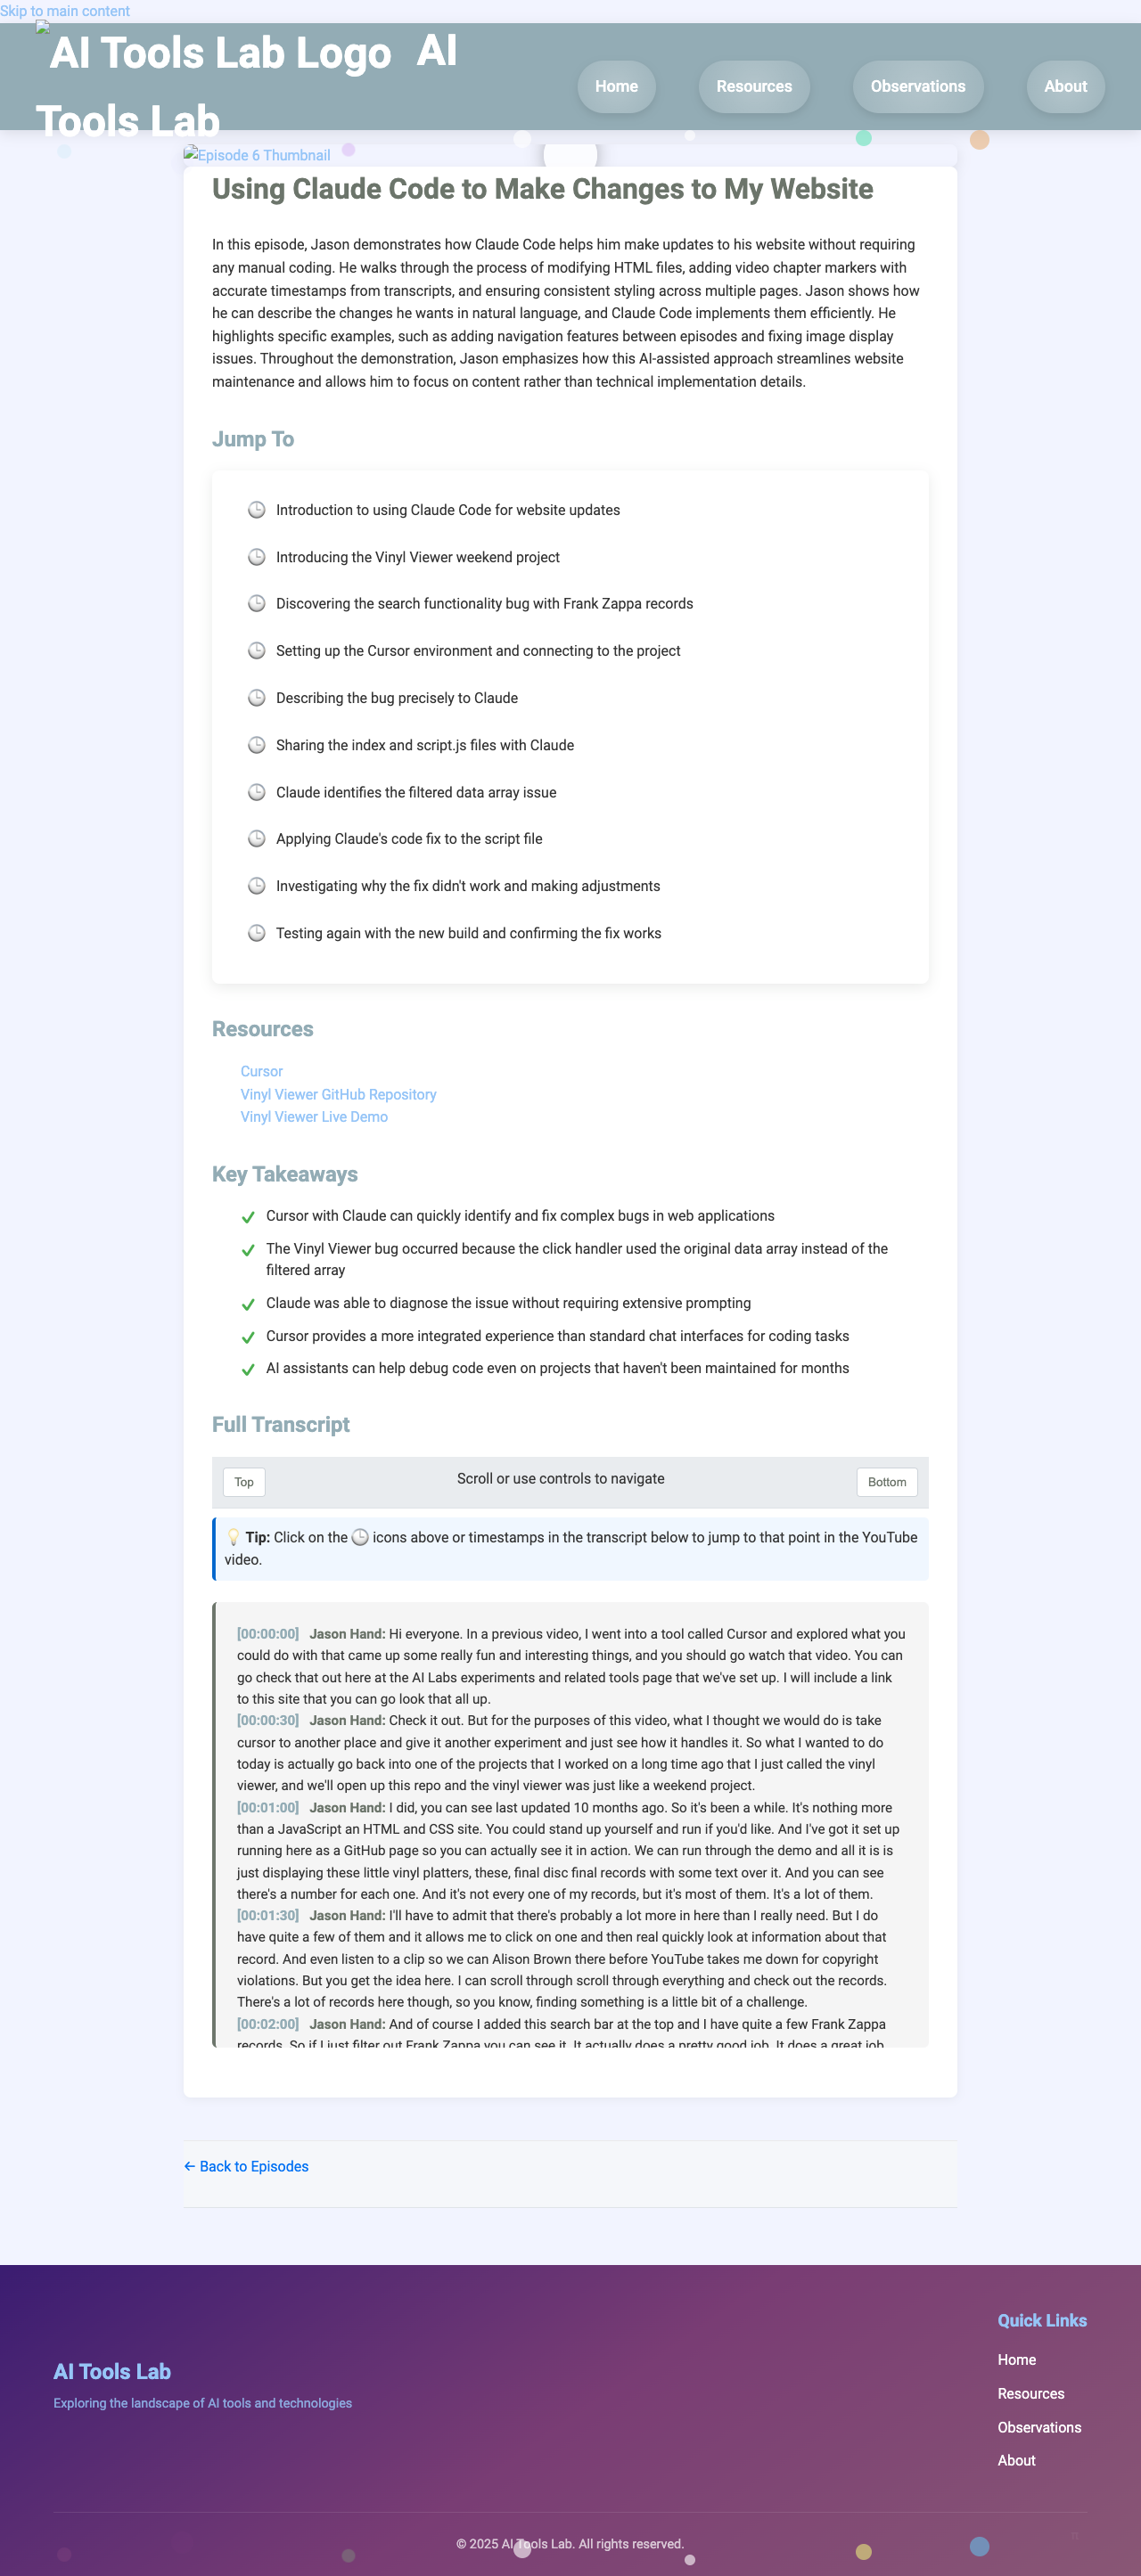 Skip to main content
AI Tools Lab Logo AI
Tools Lab
Home Resources Observations About
Episode 6 Thumbnail
Using Claude Code to Make Changes to My Website
In this episode, Jason demonstrates how Claude Code helps him make updates to his website without requiring
any manual coding. He walks through the process of modifying HTML files, adding video chapter markers with
accurate timestamps from transcripts, and ensuring consistent styling across multiple pages. Jason shows how
he can describe the changes he wants in natural language, and Claude Code implements them efficiently. He
highlights specific examples, such as adding navigation features between episodes and fixing image display
issues. Throughout the demonstration, Jason emphasizes how this AI-assisted approach streamlines website
maintenance and allows him to focus on content rather than technical implementation details.
Jump To
Introduction to using Claude Code for website updates
Introducing the Vinyl Viewer weekend project
Discovering the search functionality bug with Frank Zappa records
Setting up the Cursor environment and connecting to the project
Describing the bug precisely to Claude
Sharing the index and script.js files with Claude
Claude identifies the filtered data array issue
Applying Claude's code fix to the script file
Investigating why the fix didn't work and making adjustments
Testing again with the new build and confirming the fix works
Resources
Cursor
Vinyl Viewer GitHub Repository
Vinyl Viewer Live Demo
Key Takeaways
Cursor with Claude can quickly identify and fix complex bugs in web applications
The Vinyl Viewer bug occurred because the click handler used the original data array instead of the
filtered array
Claude was able to diagnose the issue without requiring extensive prompting
Cursor provides a more integrated experience than standard chat interfaces for coding tasks
AI assistants can help debug code even on projects that haven't been maintained for months
Full Transcript
Top Scroll or use controls to navigate Bottom
💡 Tip: Click on the 🕒 icons above or timestamps in the transcript below to jump to that point in the YouTube
video.
[00:00:00] Jason Hand: Hi everyone. In a previous video, I went into a tool called Cursor and explored what you
could do with that came up some really fun and interesting things, and you should go watch that video. You can
go check that out here at the AI Labs experiments and related tools page that we've set up. I will include a link
to this site that you can go look that all up.
[00:00:30] Jason Hand: Check it out. But for the purposes of this video, what I thought we would do is take
cursor to another place and give it another experiment and just see how it handles it. So what I wanted to do
today is actually go back into one of the projects that I worked on a long time ago that I just called the vinyl
viewer, and we'll open up this repo and the vinyl viewer was just like a weekend project.
[00:01:00] Jason Hand: I did, you can see last updated 10 months ago. So it's been a while. It's nothing more
than a JavaScript an HTML and CSS site. You could stand up yourself and run if you'd like. And I've got it set up
running here as a GitHub page so you can actually see it in action. We can run through the demo and all it is is
just displaying these little vinyl platters, these, final disc final records with some text over it. And you can see
there's a number for each one. And it's not every one of my records, but it's most of them. It's a lot of them.
[00:01:30] Jason Hand: I'll have to admit that there's probably a lot more in here than I really need. But I do
have quite a few of them and it allows me to click on one and then real quickly look at information about that
record. And even listen to a clip so we can Alison Brown there before YouTube takes me down for copyright
violations. But you get the idea here. I can scroll through scroll through everything and check out the records.
There's a lot of records here though, so you know, finding something is a little bit of a challenge.
[00:02:00] Jason Hand: And of course I added this search bar at the top and I have quite a few Frank Zappa
records. So if I just filter out Frank Zappa you can see it. It actually does a pretty good job. It does a great job
← Back to Episodes
AI Tools Lab
Exploring the landscape of AI tools and technologies
Quick Links
Home
Resources
Observations
About
© 2025 AI Tools Lab. All rights reserved.